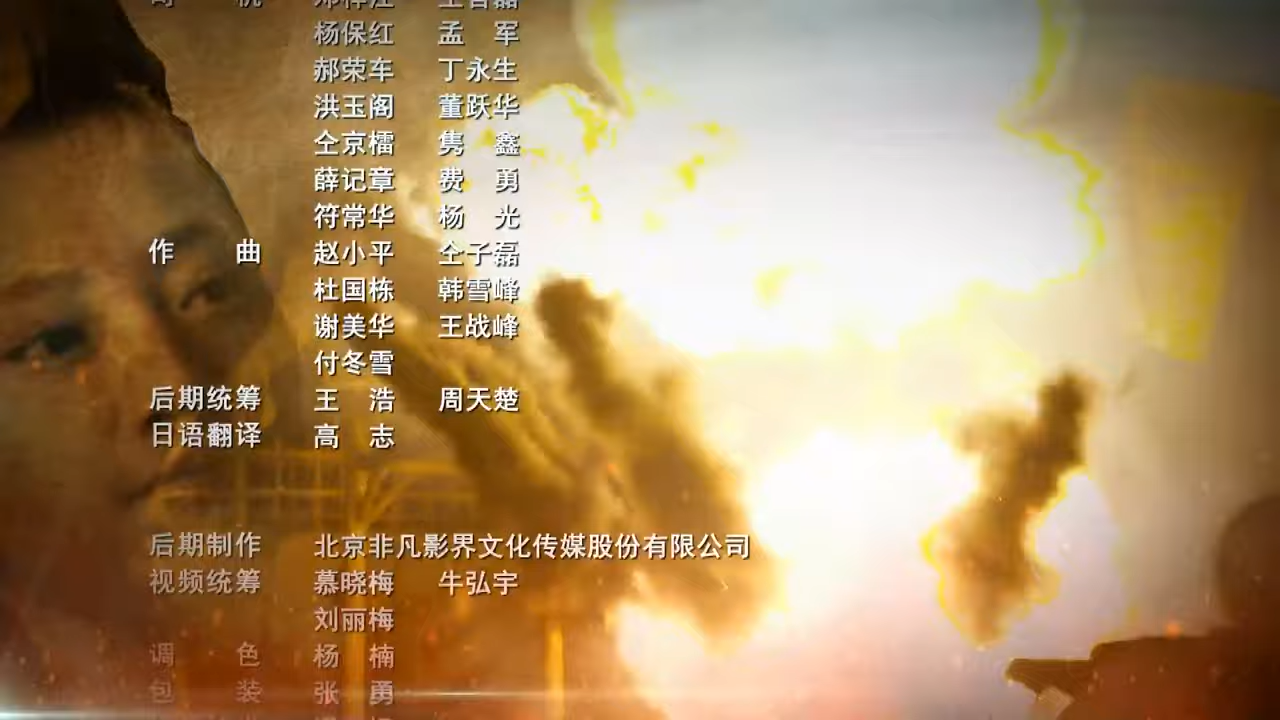 杨保红 孟 军
郝荣车 丁永生
洪玉阁 董跃华
仝京檑 隽 鑫
薛记章 费 勇
符常华 杨 光
作 曲 赵小平 仝子磊
杜国栋 韩雪峰
谢美华 王战峰
付冬雪
后期统筹 王 浩 周天楚
日语翻译 高 志
后期制作 北京非凡影界文化传媒股份有限公司
视频统筹 慕晓梅 牛弘宇
刘丽梅
调 色 杨 楠
包 装 张 勇